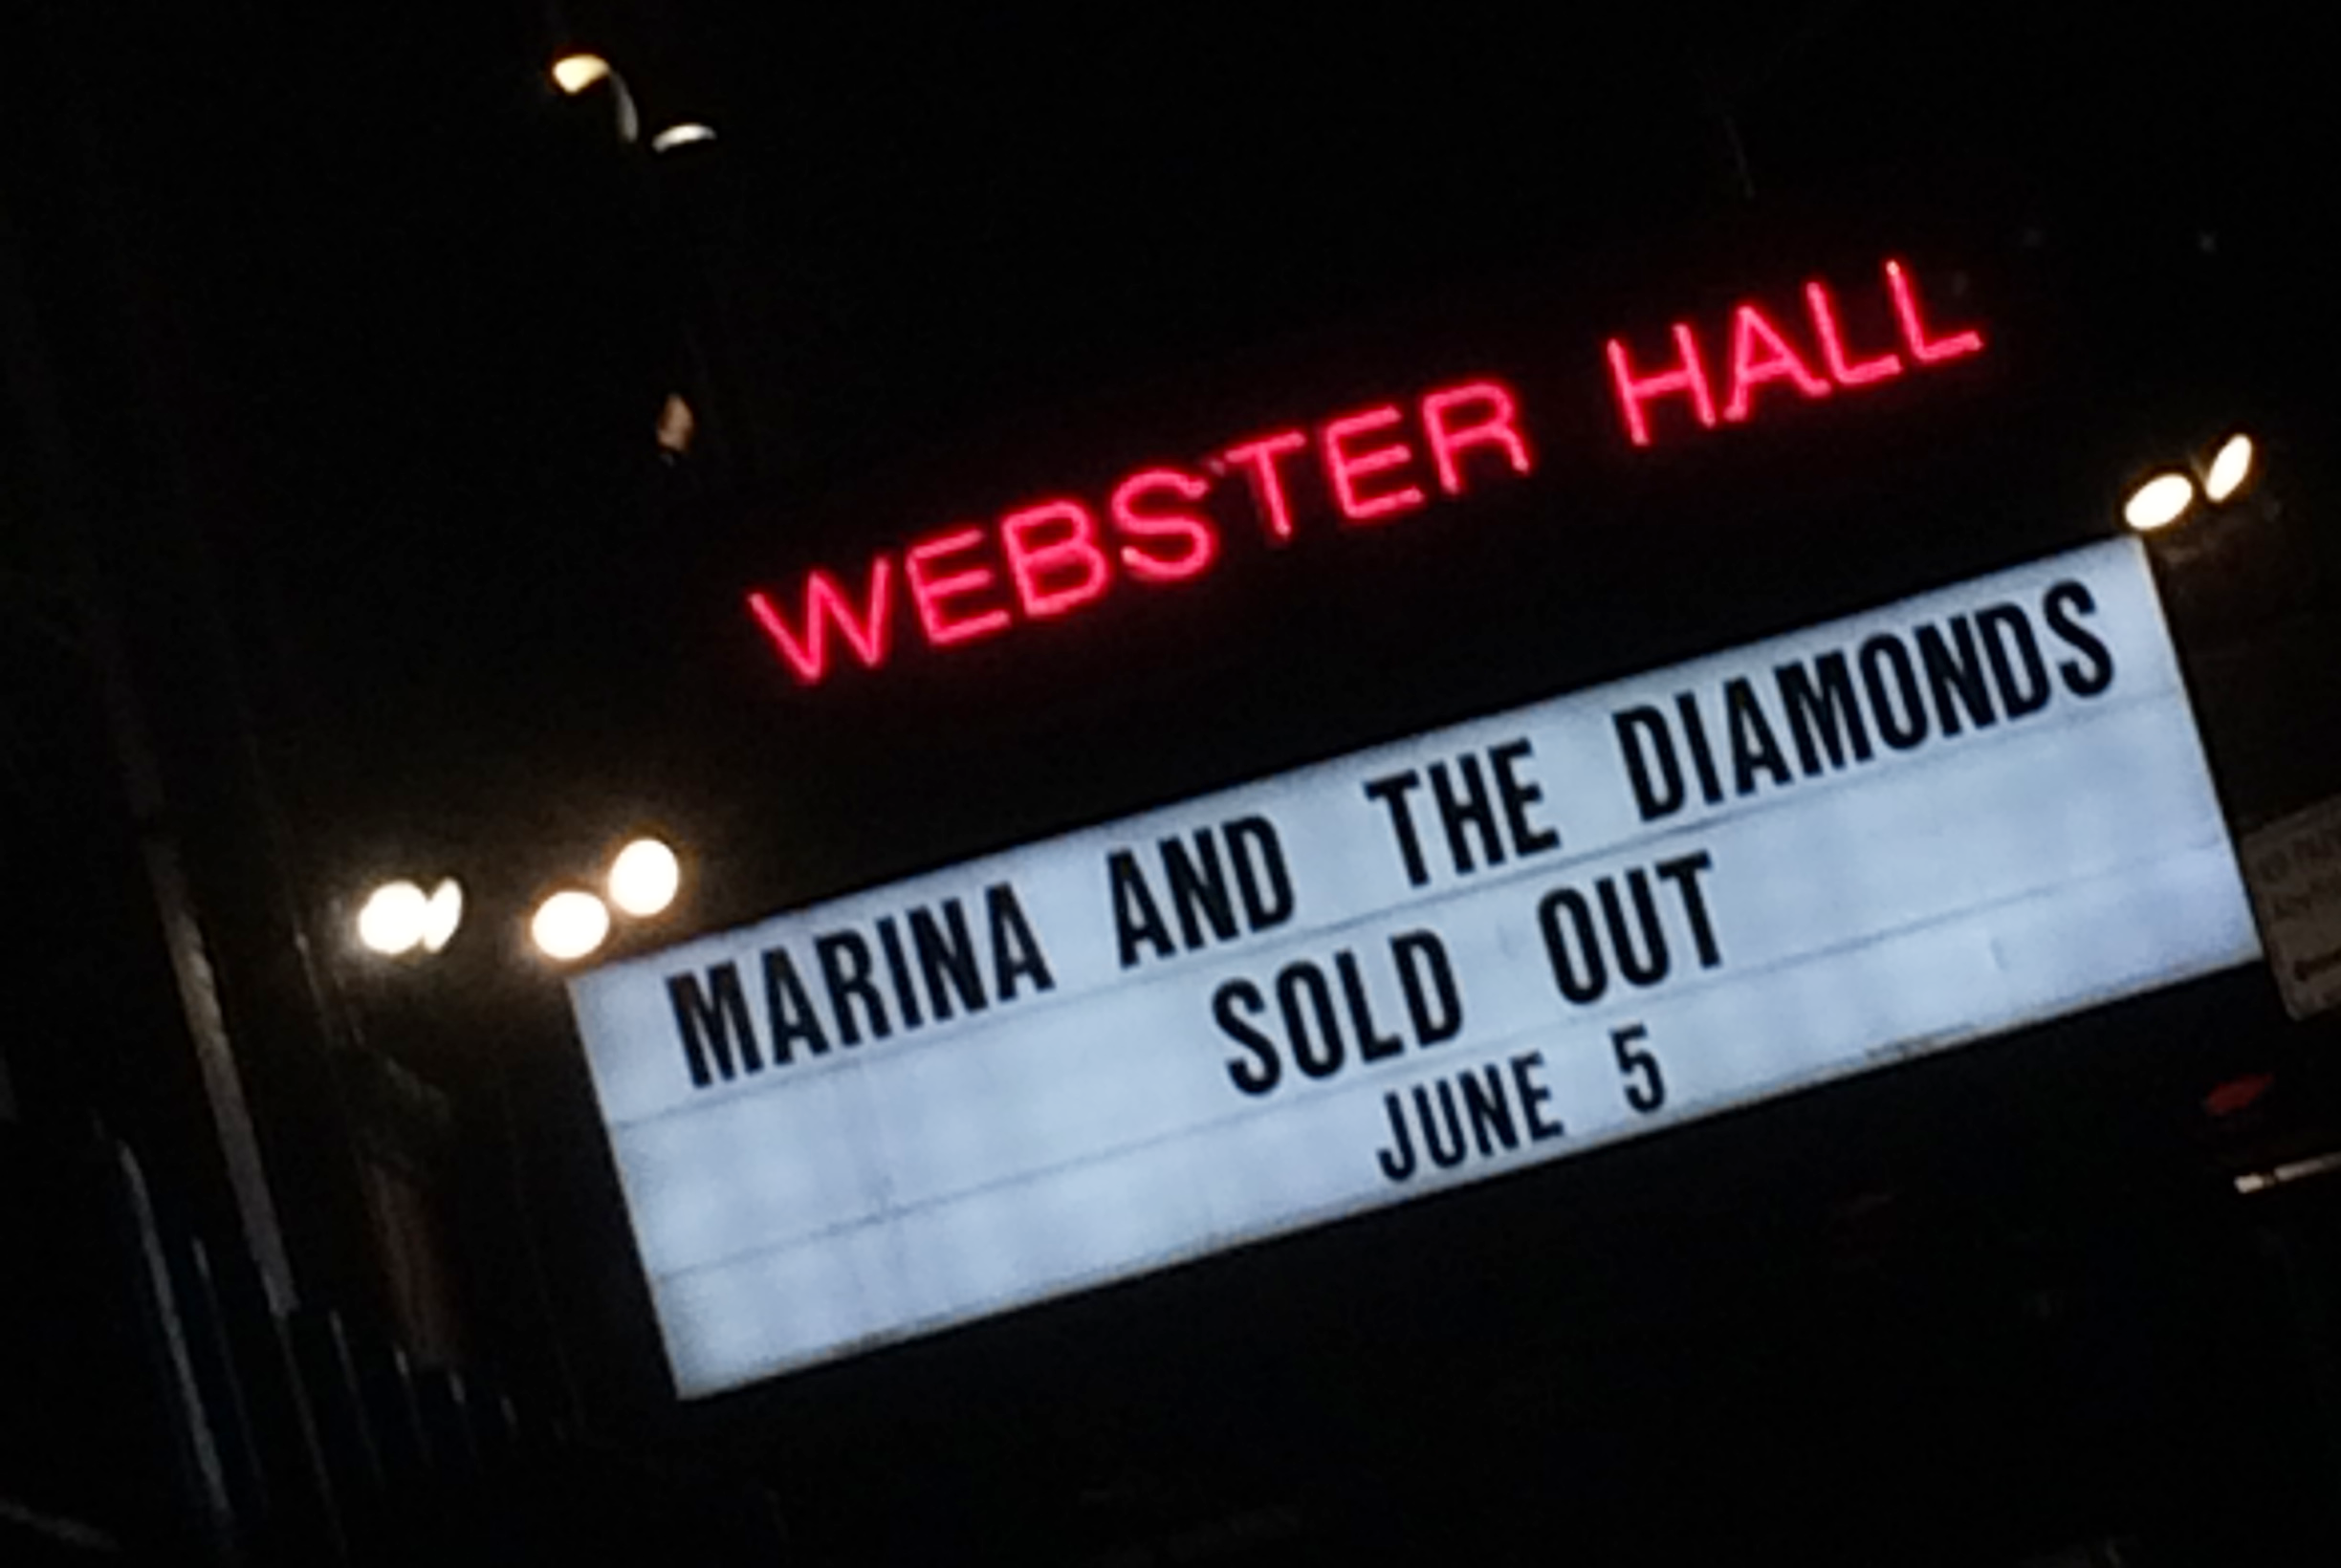 WEBSTER HALL
MARINA AND THE DIAMONDS
SOLD OUT
JUNE 5